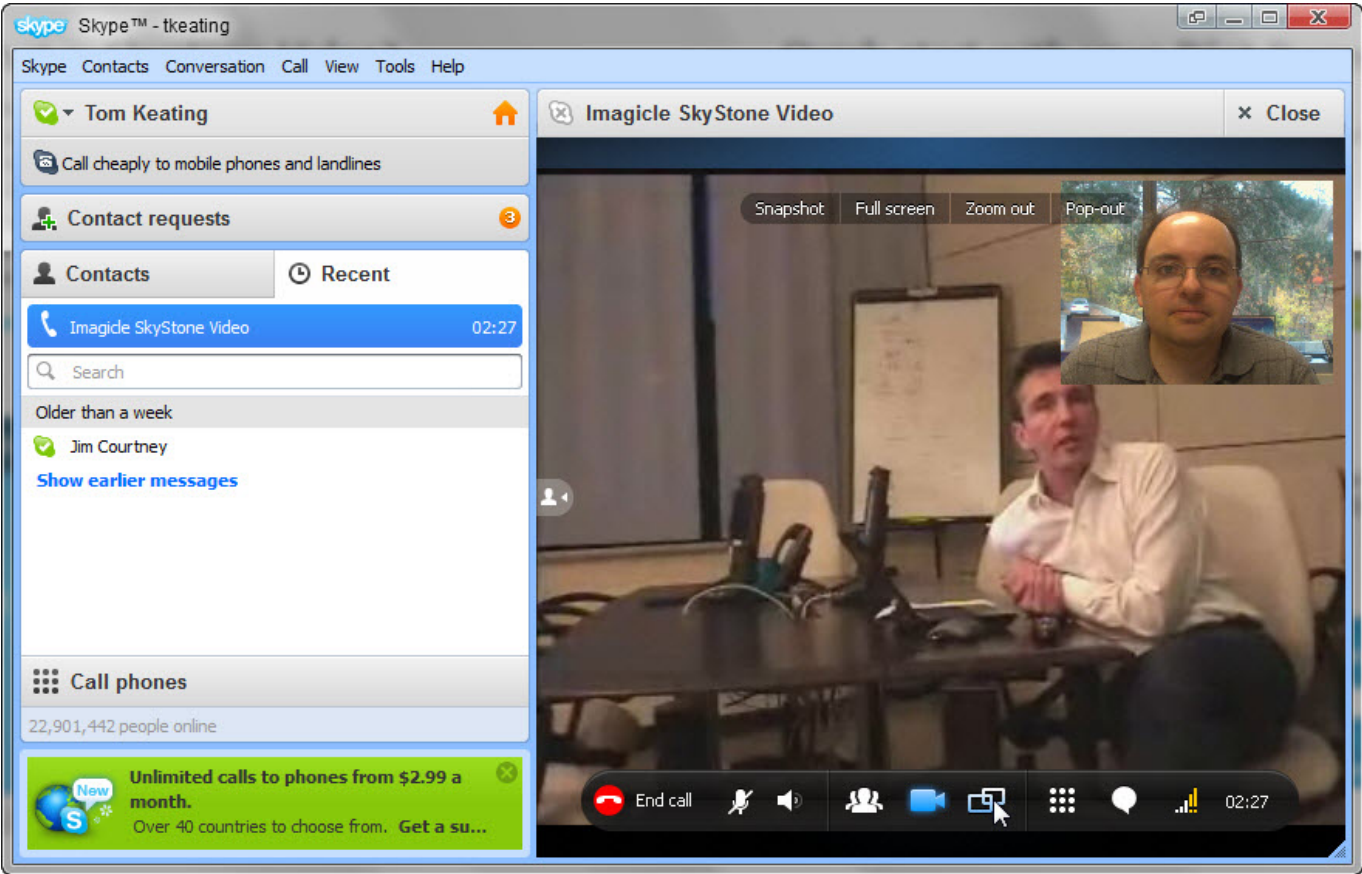 skype Skype™ - tkeating
Skype Contacts Conversation Call View Tools Help
Tom Keating
Call cheaply to mobile phones and landlines
Contact requests 3
Contacts Recent
Imagicle SkyStone Video 02:27
Search
Older than a week
Jim Courtney
Show earlier messages
Call phones
22,901,442 people online
New
S
Unlimited calls to phones from $2.99 a
month.
Over 40 countries to choose from. Get a su...
Imagicle SkyStone Video × Close
Snapshot Full screen Zoom out Pop-out
End call 02:27